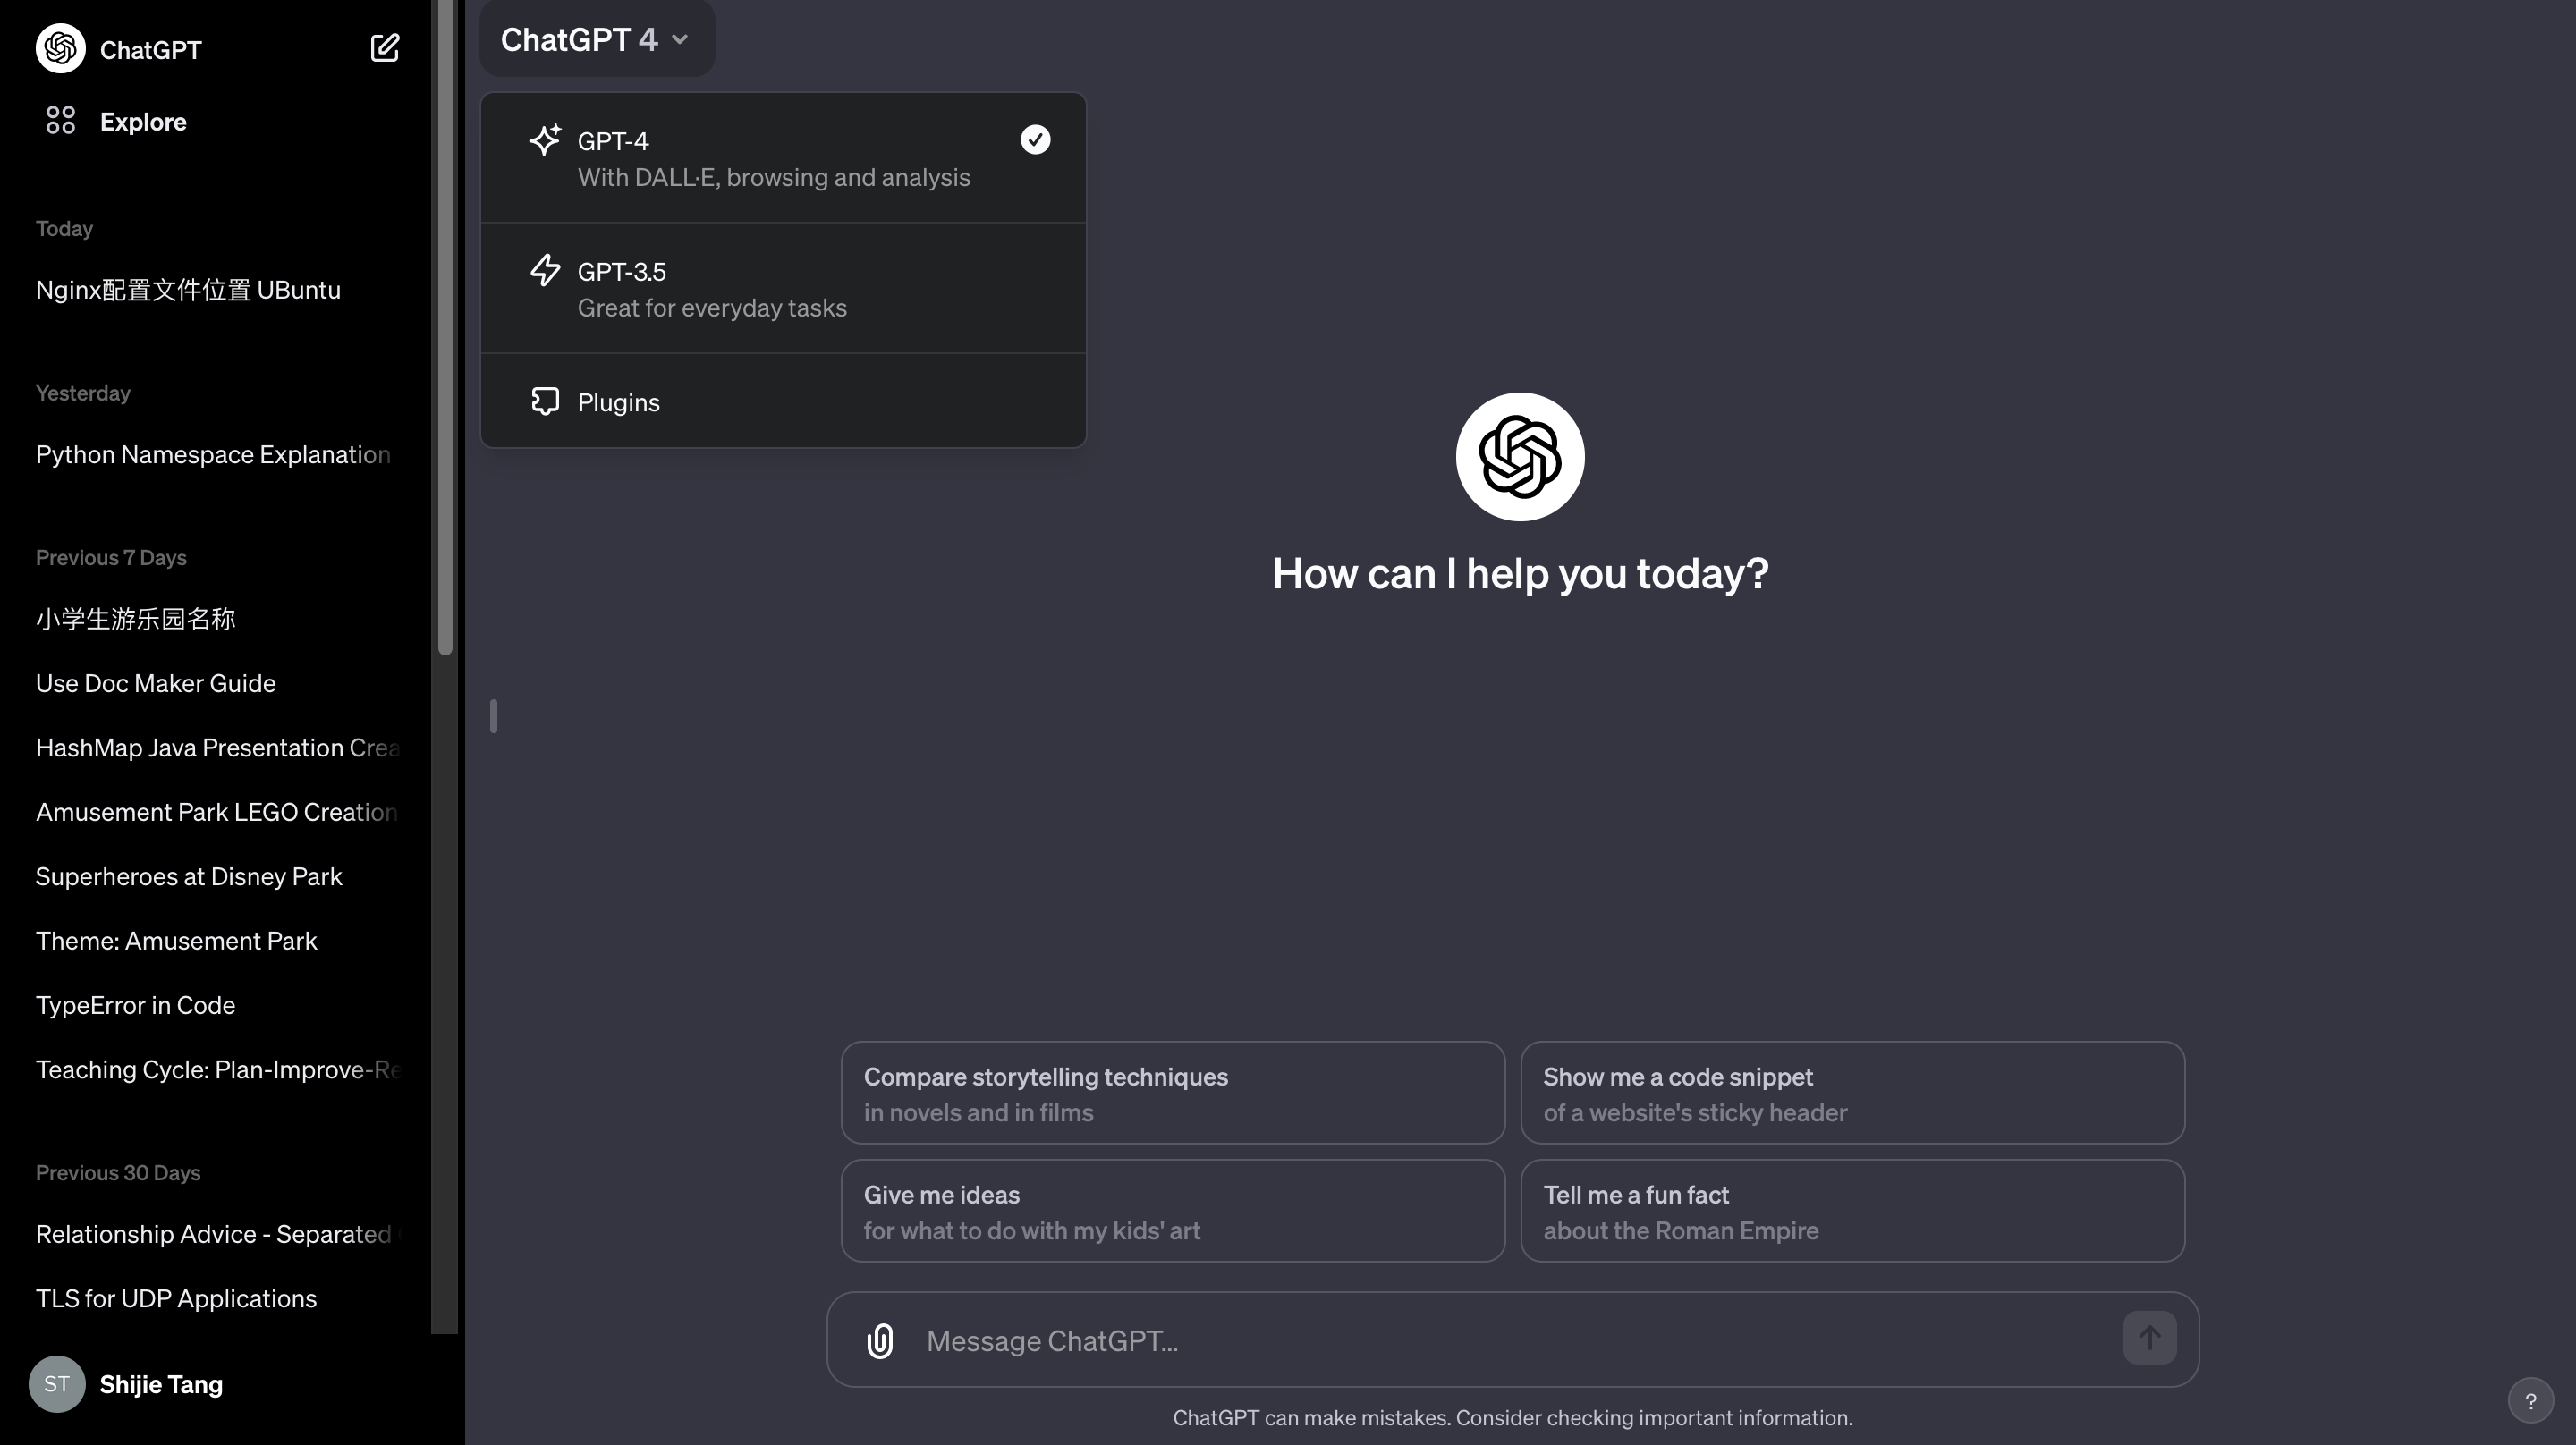 ChatGPT
Explore
Today
Nginx配置文件位置 UBuntu
Yesterday
Python Namespace Explanation
Previous 7 Days
小学生游乐园名称
Use Doc Maker Guide
HashMap Java Presentation Crea
Amusement Park LEGO Creation
Superheroes at Disney Park
Theme: Amusement Park
TypeError in Code
Teaching Cycle: Plan-Improve-Re
Previous 30 Days
Relationship Advice - Separated
TLS for UDP Applications
ST
Shijie Tang
ChatGPT 4
GPT-4
With DALL·E, browsing and analysis
GPT-3.5
Great for everyday tasks
Plugins
How can I help you today?
Compare storytelling techniques
in novels and in films
Show me a code snippet
of a website's sticky header
Give me ideas
for what to do with my kids' art
Tell me a fun fact
about the Roman Empire
Message ChatGPT...
ChatGPT can make mistakes. Consider checking important information.
?